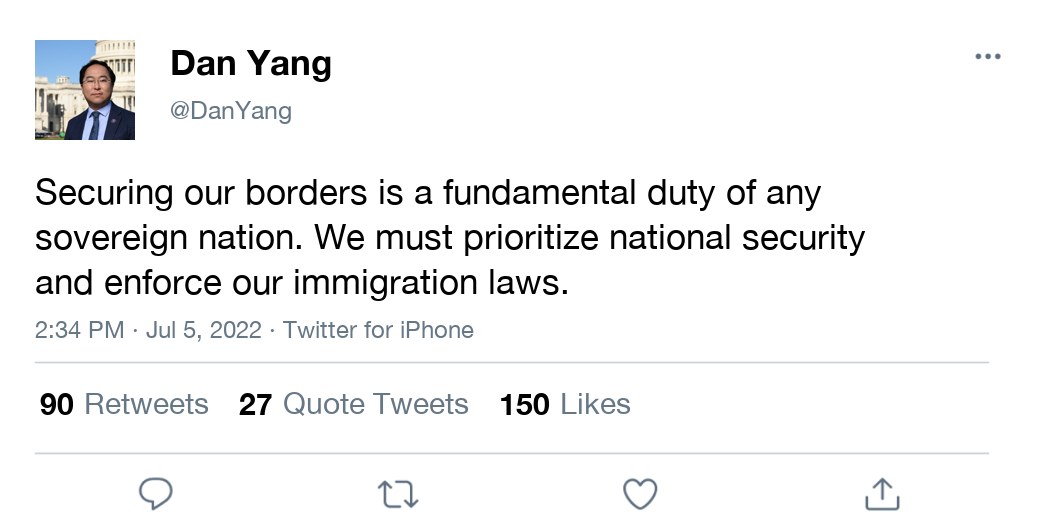 Dan Yang
@DanYang
Securing our borders is a fundamental duty of any
sovereign nation. We must prioritize national security
and enforce our immigration laws.
2:34 PM · Jul 5, 2022 · Twitter for iPhone
90 Retweets 27 Quote Tweets 150 Likes